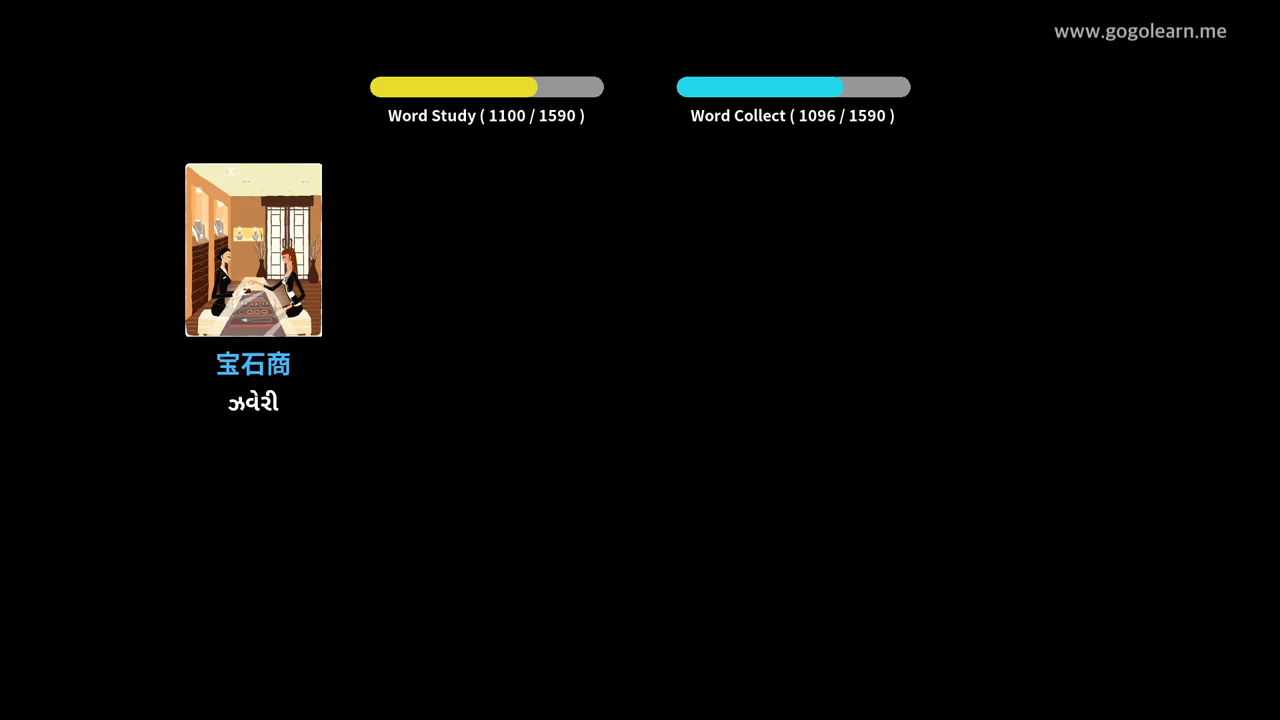 www.gogolearn.me
Word Study ( 1100 / 1590 )
Word Collect ( 1096 / 1590 )
宝石商
ઝવેરી